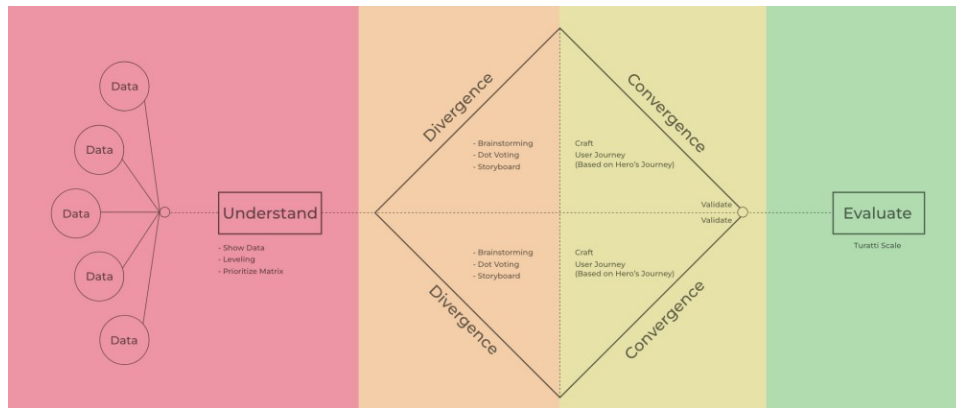 Data
Data
Data
Data
Data
Understand
- Show Data
- Leveling
- Prioritize Matrix
Divergence
- Brainstorming
- Dot Voting
- Storyboard
Convergence
Craft
User Journey
(Based on Hero's Journey)
Validate
Validate
- Brainstorming
- Dot Voting
- Storyboard
Divergence
Craft
User Journey
(Based on Hero's Journey)
Convergence
Evaluate
Turatti Scale